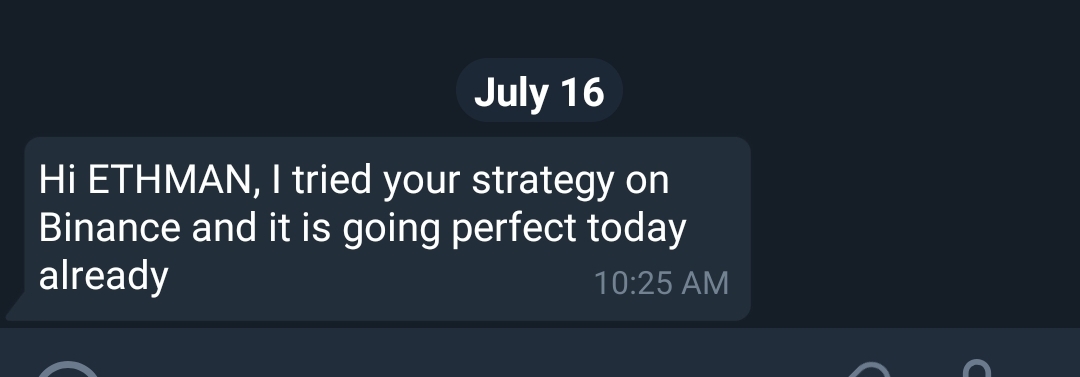 July 16
Hi ETHMAN, I tried your strategy on
Binance and it is going perfect today
already
10:25 AM